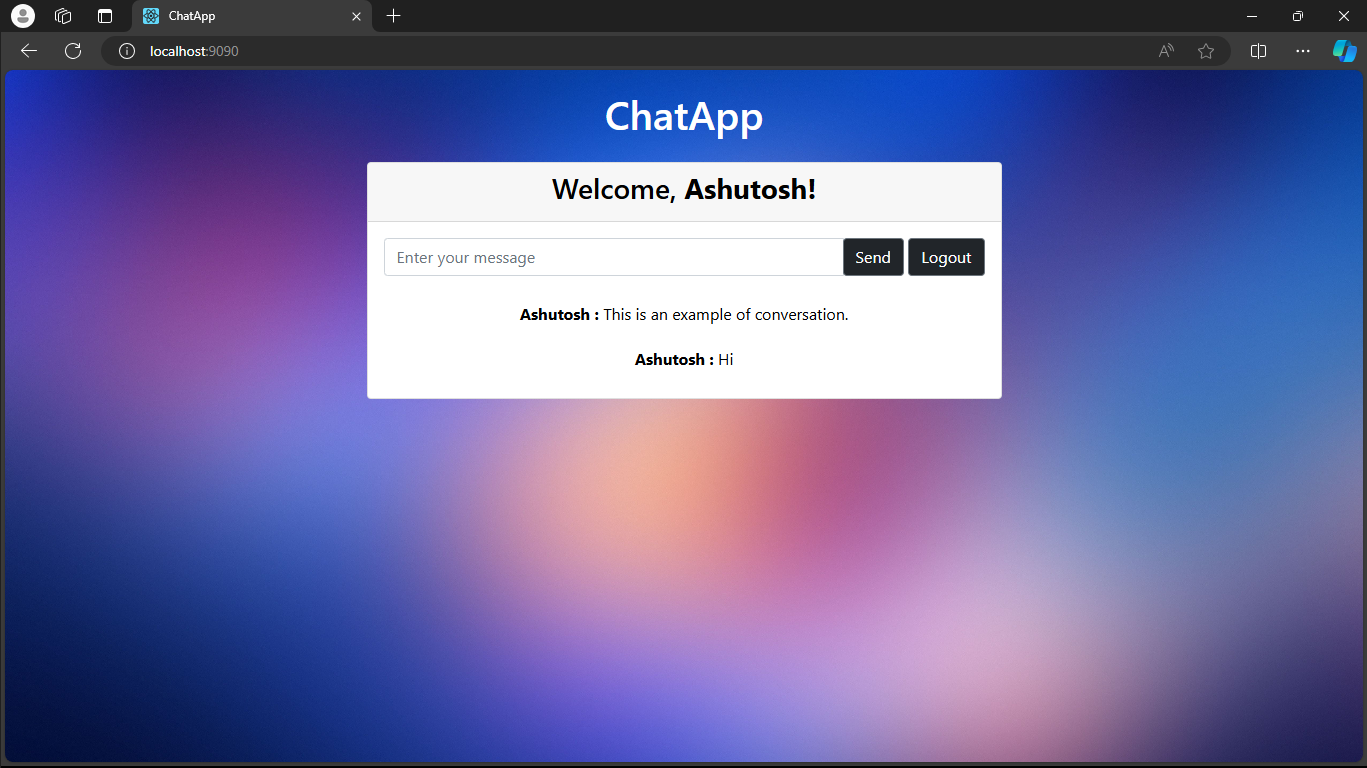 ChatApp
localhost:9090
ChatApp
Welcome, Ashutosh!
Enter your message Send Logout
Ashutosh : This is an example of conversation.
Ashutosh : Hi